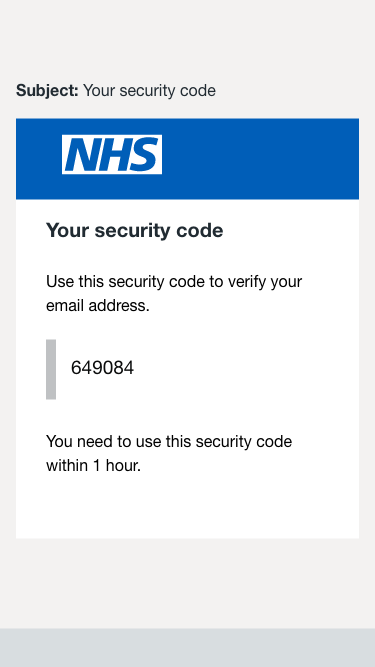 Subject: Your security code
NHS
Your security code
Use this security code to verify your
email address.
649084
You need to use this security code
within 1 hour.